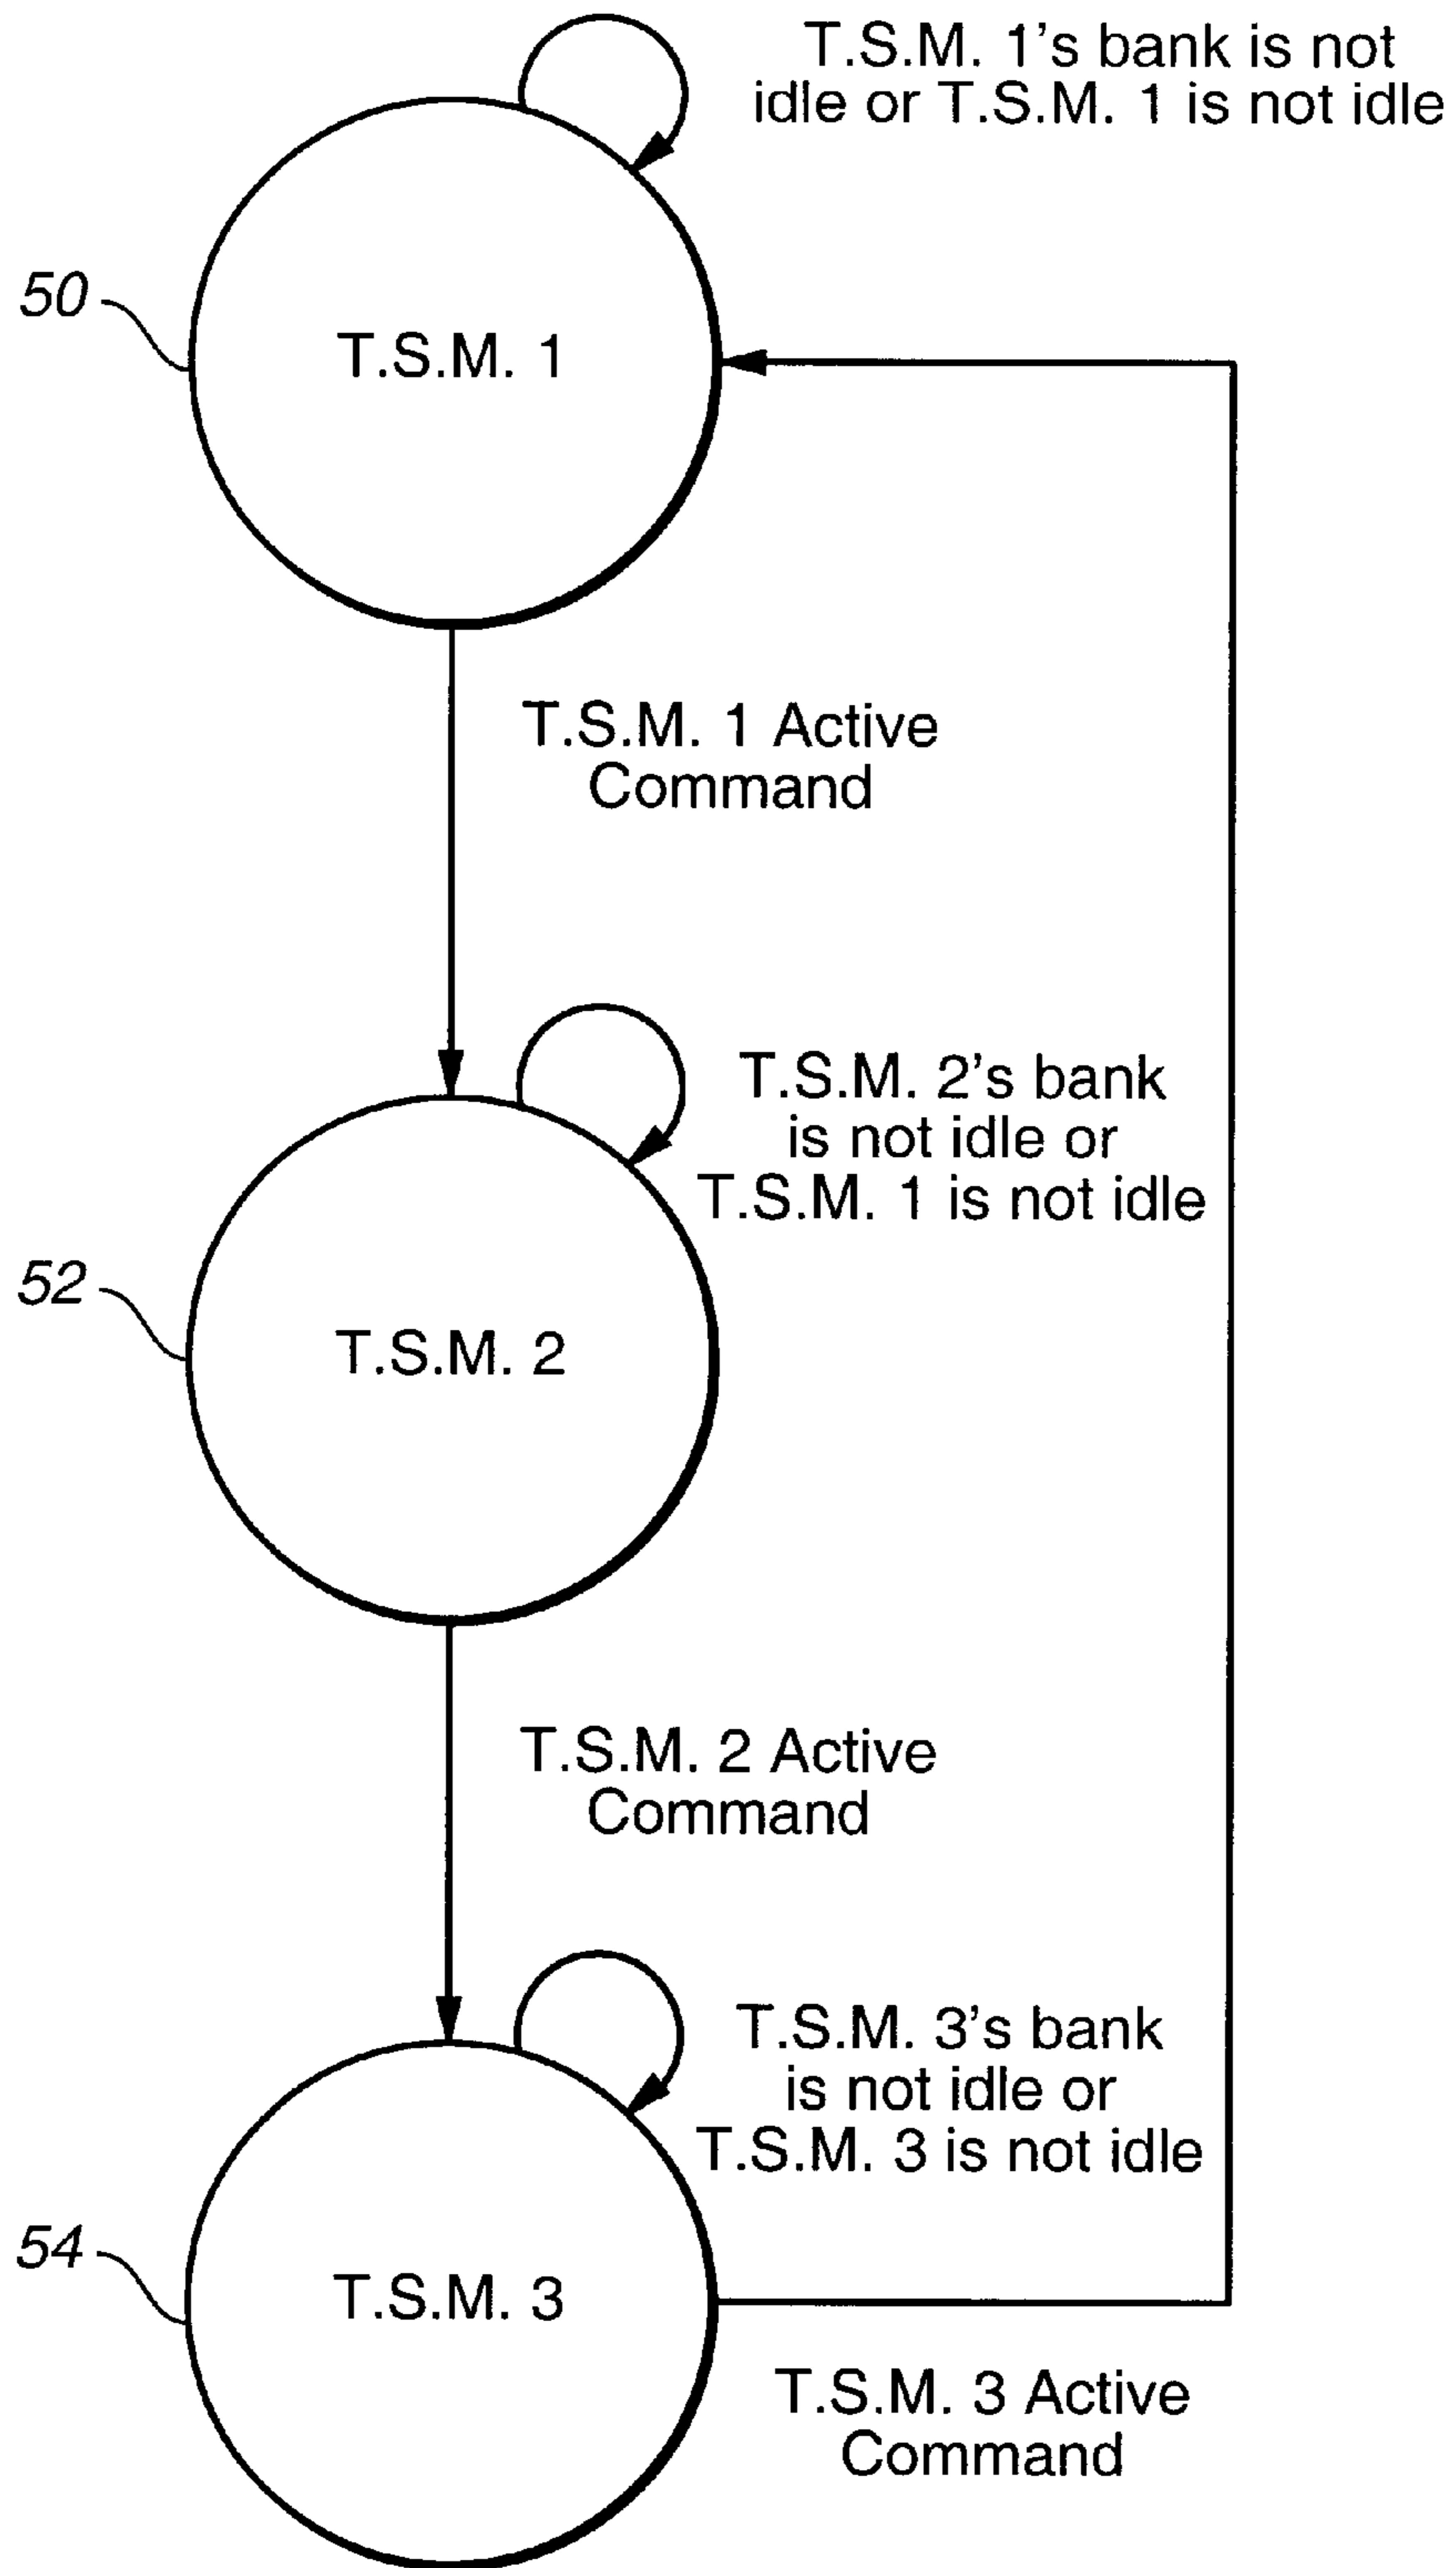 T.S.M. 1's bank is not
idle or T.S.M. 1 is not idle
50
T.S.M. 1
T.S.M. 1 Active
Command
T.S.M. 2's bank
is not idle or
T.S.M. 1 is not idle
52
T.S.M. 2
T.S.M. 2 Active
Command
T.S.M. 3's bank
is not idle or
T.S.M. 3 is not idle
54
T.S.M. 3
T.S.M. 3 Active
Command